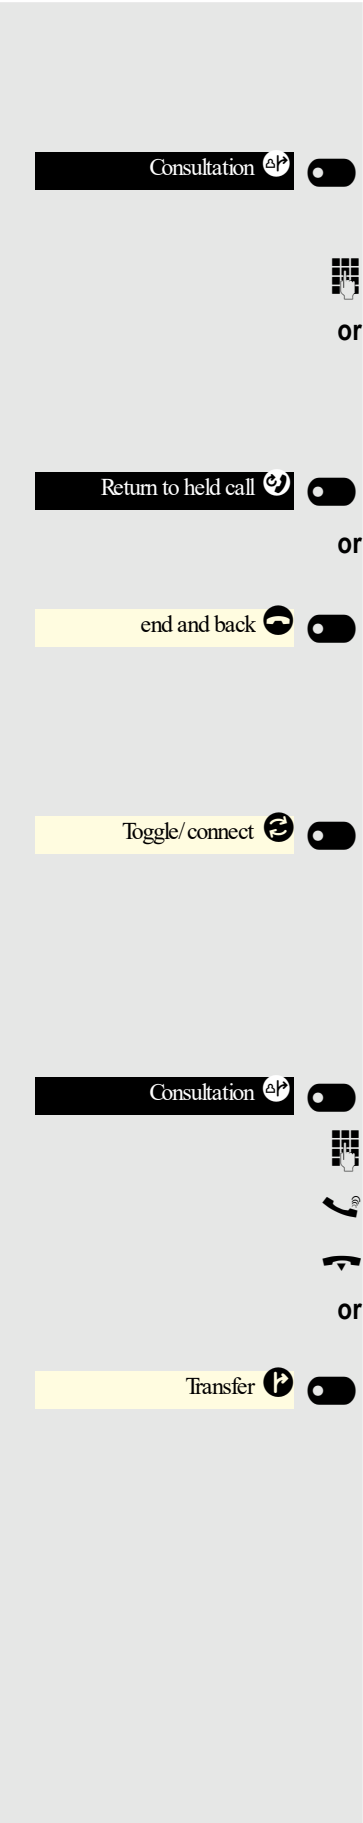 Consultation
or
Return to held call
or
end and back
Toggle/connect
Consultation
or
Transfer